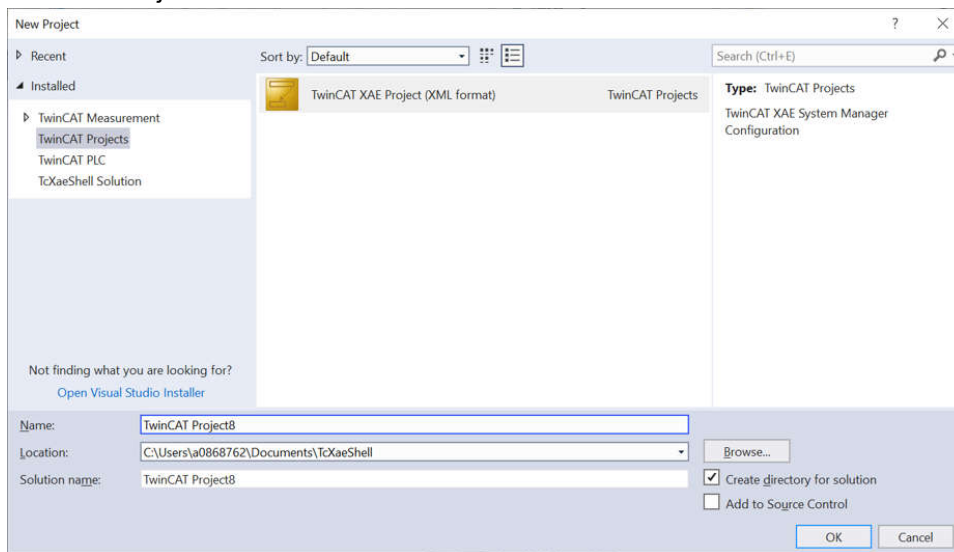 New Project
?
Recent
Sort by: Default
Search (Ctrl+E)
Installed
TwinCAT Measurement
TwinCAT Projects
TwinCAT PLC
TcXaeShell Solution
TwinCAT XAE Project (XML format)
TwinCAT Projects
Type: TwinCAT Projects
TwinCAT XAE System Manager
Configuration
Not finding what you are looking for?
Open Visual Studio Installer
Name:
TwinCAT Project8
Location:
C:\Users\a0868762\Documents\TcXaeShell
Browse...
Solution name:
TwinCAT Project8
Create directory for solution
Add to Source Control
OK
Cancel